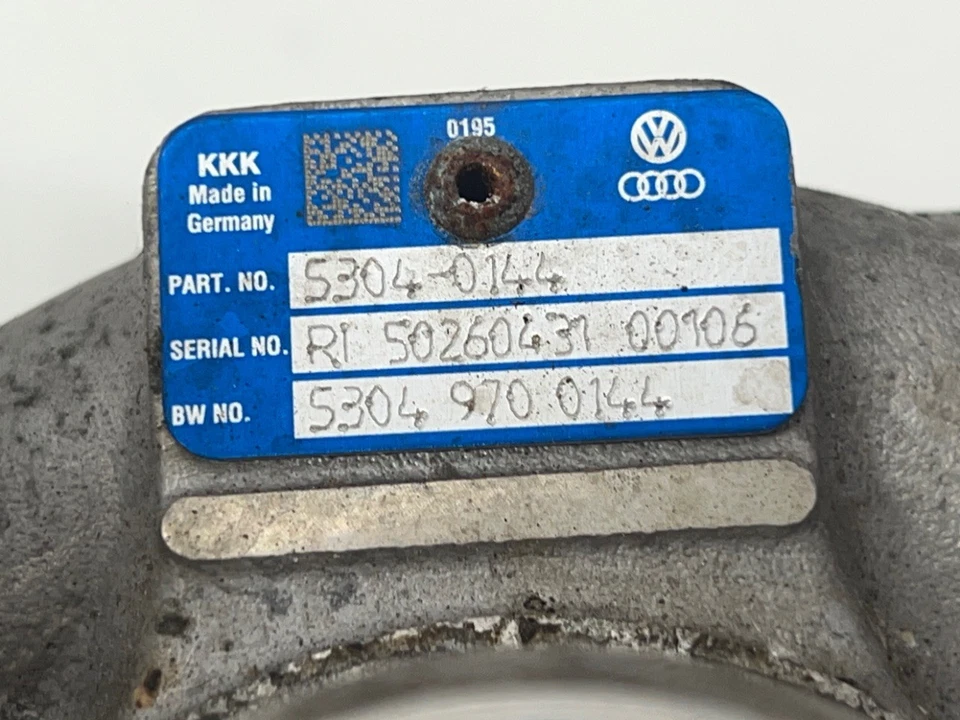 0195
KKK
Made in
Germany
PART. NO. 5304-0144
SERIAL NO. RI 50260431 00106
BW NO. 5304 970 0144